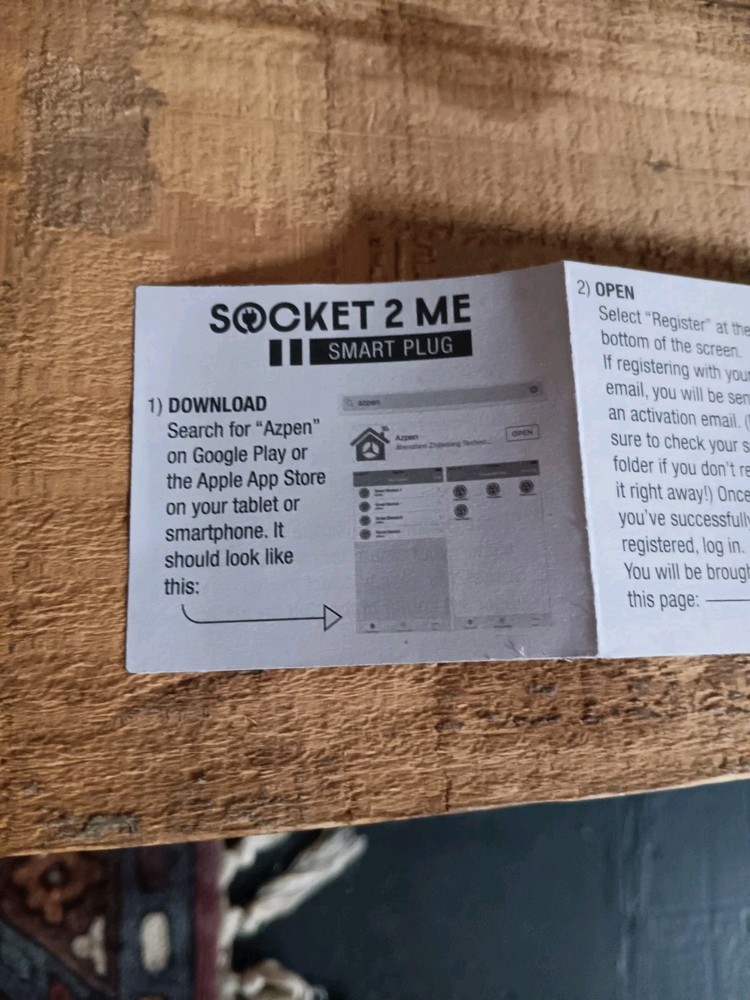 SOCKET 2 ME
SMART PLUG
1) DOWNLOAD
Search for “Azpen”
on Google Play or
the Apple App Store
on your tablet or
smartphone. It
should look like
this:
azpen
Azpen
OPEN
2) OPEN
Select “Register” at the
bottom of the screen.
If registering with your
email, you will be sen
an activation email. (
sure to check your s
folder if you don't re
it right away!) Once
you've successfully
registered, log in.
You will be brough
this page: